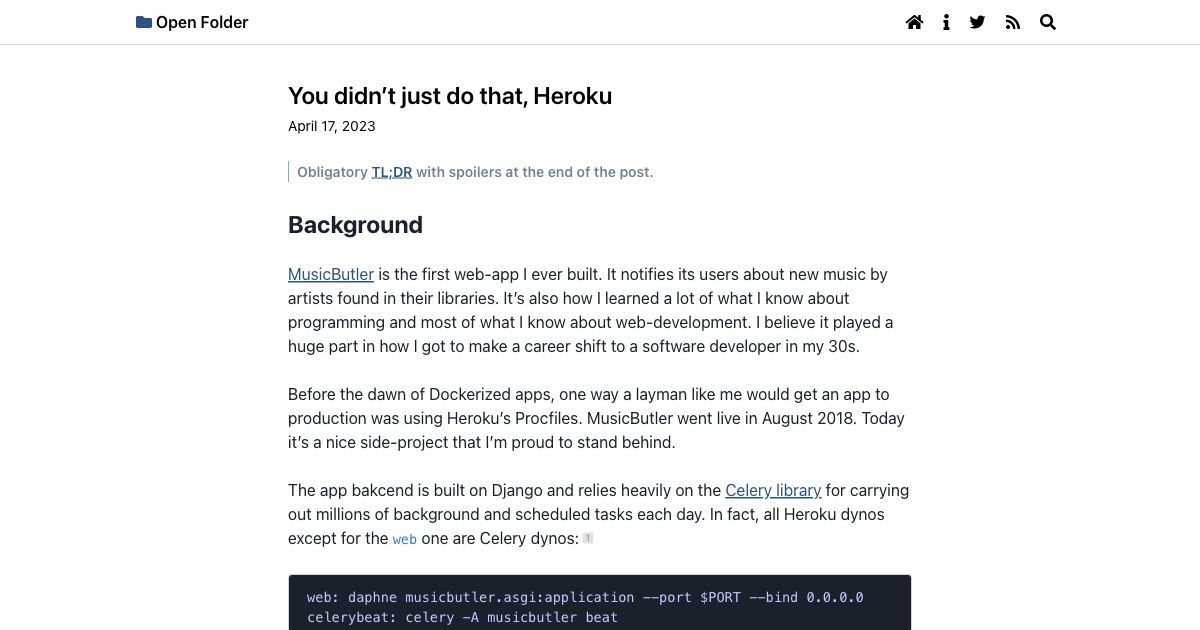 Open Folder
You didn’t just do that, Heroku
April 17, 2023
Obligatory TL;DR with spoilers at the end of the post.
Background
MusicButler is the first web-app I ever built. It notifies its users about new music by
artists found in their libraries. It’s also how I learned a lot of what I know about
programming and most of what I know about web-development. I believe it played a
huge part in how I got to make a career shift to a software developer in my 30s.
Before the dawn of Dockerized apps, one way a layman like me would get an app to
production was using Heroku’s Procfiles. MusicButler went live in August 2018. Today
it’s a nice side-project that I’m proud to stand behind.
The app bakcend is built on Django and relies heavily on the Celery library for carrying
out millions of background and scheduled tasks each day. In fact, all Heroku dynos
except for the web one are Celery dynos: 1
web: daphne musicbutler.asgi:application --port $PORT --bind 0.0.0.0
celerybeat: celery -A musicbutler beat